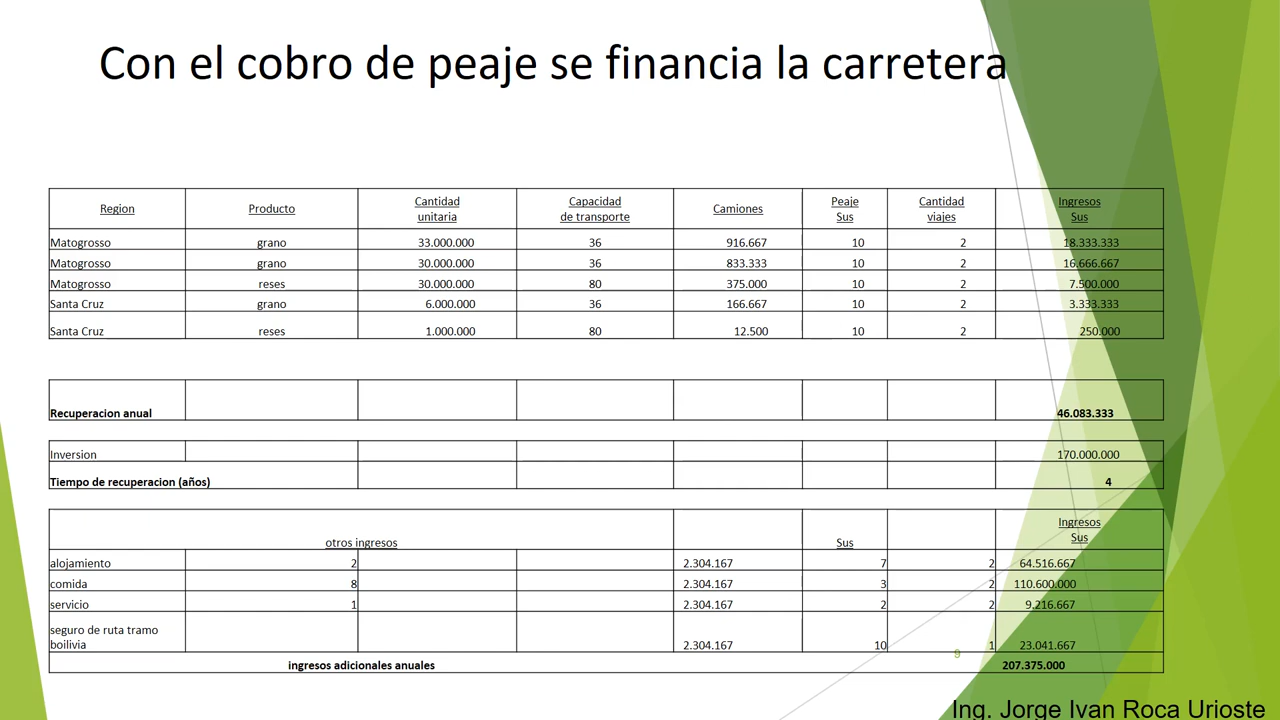 Con el cobro de peaje se financia la carretera
Region Producto Cantidad unitaria Capacidad de transporte Camiones Peaje Sus Cantidad viajes Ingresos Sus
Matogrosso grano 33.000.000 36 916.667 10 2 18.333.333
Matogrosso grano 30.000.000 36 833.333 10 2 16.666.667
Matogrosso reses 30.000.000 80 375.000 10 2 7.500.000
Santa Cruz grano 6.000.000 36 166.667 10 2 3.333.333
Santa Cruz reses 1.000.000 80 12.500 10 2 250.000
Recuperacion anual 46.083.333
Inversion 170.000.000
Tiempo de recuperacion (años) 4
otros ingresos Sus Ingresos Sus
alojamiento 2 2.304.167 7 2 64.516.667
comida 8 2.304.167 3 2 110.600.000
servicio 1 2.304.167 2 2 9.216.667
seguro de ruta tramo boilivia 2.304.167 10 1 23.041.667
ingresos adicionales anuales 207.375.000
9
Ing. Jorge Ivan Roca Urioste